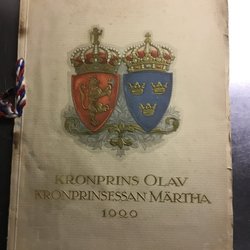 KRONPRINS OLAV
KRONPRINSESSAN MÄRTHA
1929